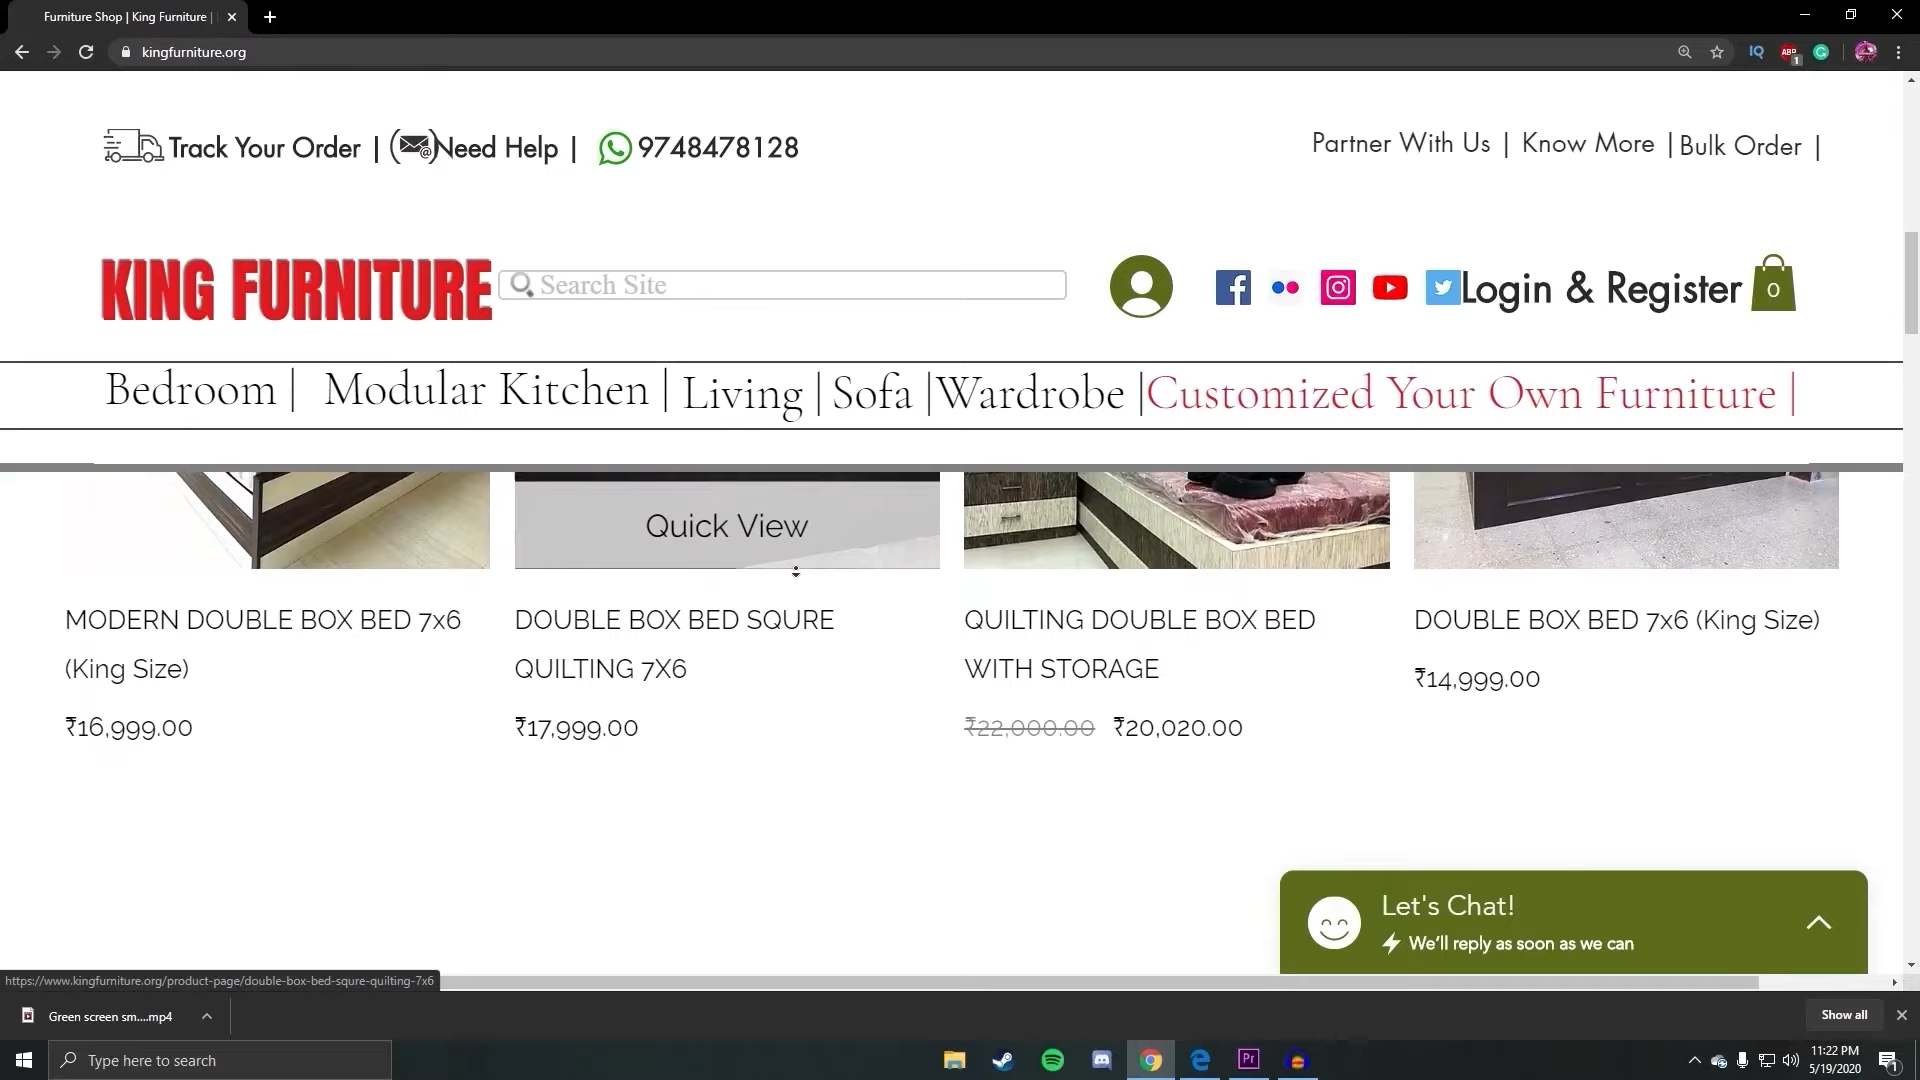 Furniture Shop | King Furniture |
kingfurniture.org
IQ
ABP
1
Track Your Order | Need Help | 9748478128
Partner With Us | Know More | Bulk Order |
KING FURNITURE
Search Site
Login & Register
0
Bedroom | Modular Kitchen | Living | Sofa | Wardrobe | Customized Your Own Furniture |
Quick View
MODERN DOUBLE BOX BED 7x6
(King Size)
₹16,999.00
DOUBLE BOX BED SQURE
QUILTING 7X6
₹17,999.00
QUILTING DOUBLE BOX BED
WITH STORAGE
₹22,000.00 ₹20,020.00
DOUBLE BOX BED 7x6 (King Size)
₹14,999.00
Let's Chat!
We'll reply as soon as we can
https://www.kingfurniture.org/product-page/double-box-bed-squre-quilting-7x6
Green screen sm....mp4
Show all
Type here to search
Pr
11:22 PM
5/19/2020
1